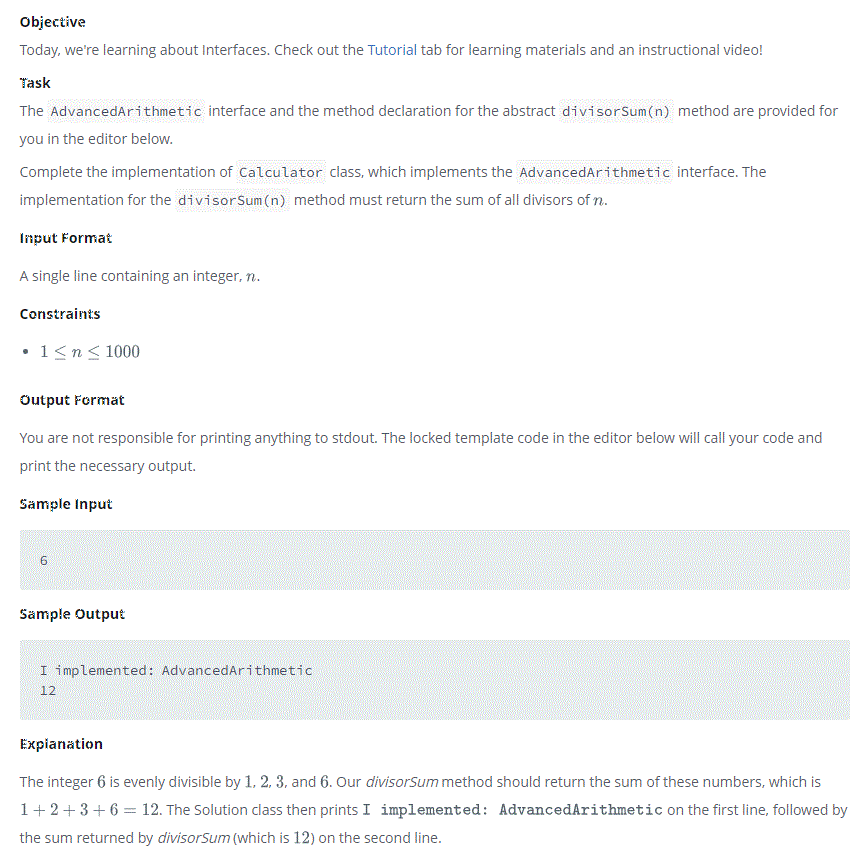 Objective
Today, we're learning about Interfaces. Check out the Tutorial tab for learning materials and an instructional video!
Task
The AdvancedArithmetic interface and the method declaration for the abstract divisorSum(n) method are provided for
you in the editor below.
Complete the implementation of Calculator class, which implements the AdvancedArithmetic interface. The
implementation for the divisorSum(n) method must return the sum of all divisors of n.
Input Format
A single line containing an integer, n.
Constraints
• 1 ≤ n ≤ 1000
Output Format
You are not responsible for printing anything to stdout. The locked template code in the editor below will call your code and
print the necessary output.
Sample Input
6
Sample Output
I implemented: AdvancedArithmetic
12
Explanation
The integer 6 is evenly divisible by 1, 2, 3, and 6. Our divisorSum method should return the sum of these numbers, which is
1 + 2 + 3 + 6 = 12. The Solution class then prints I implemented: AdvancedArithmetic on the first line, followed by
the sum returned by divisorSum (which is 12) on the second line.